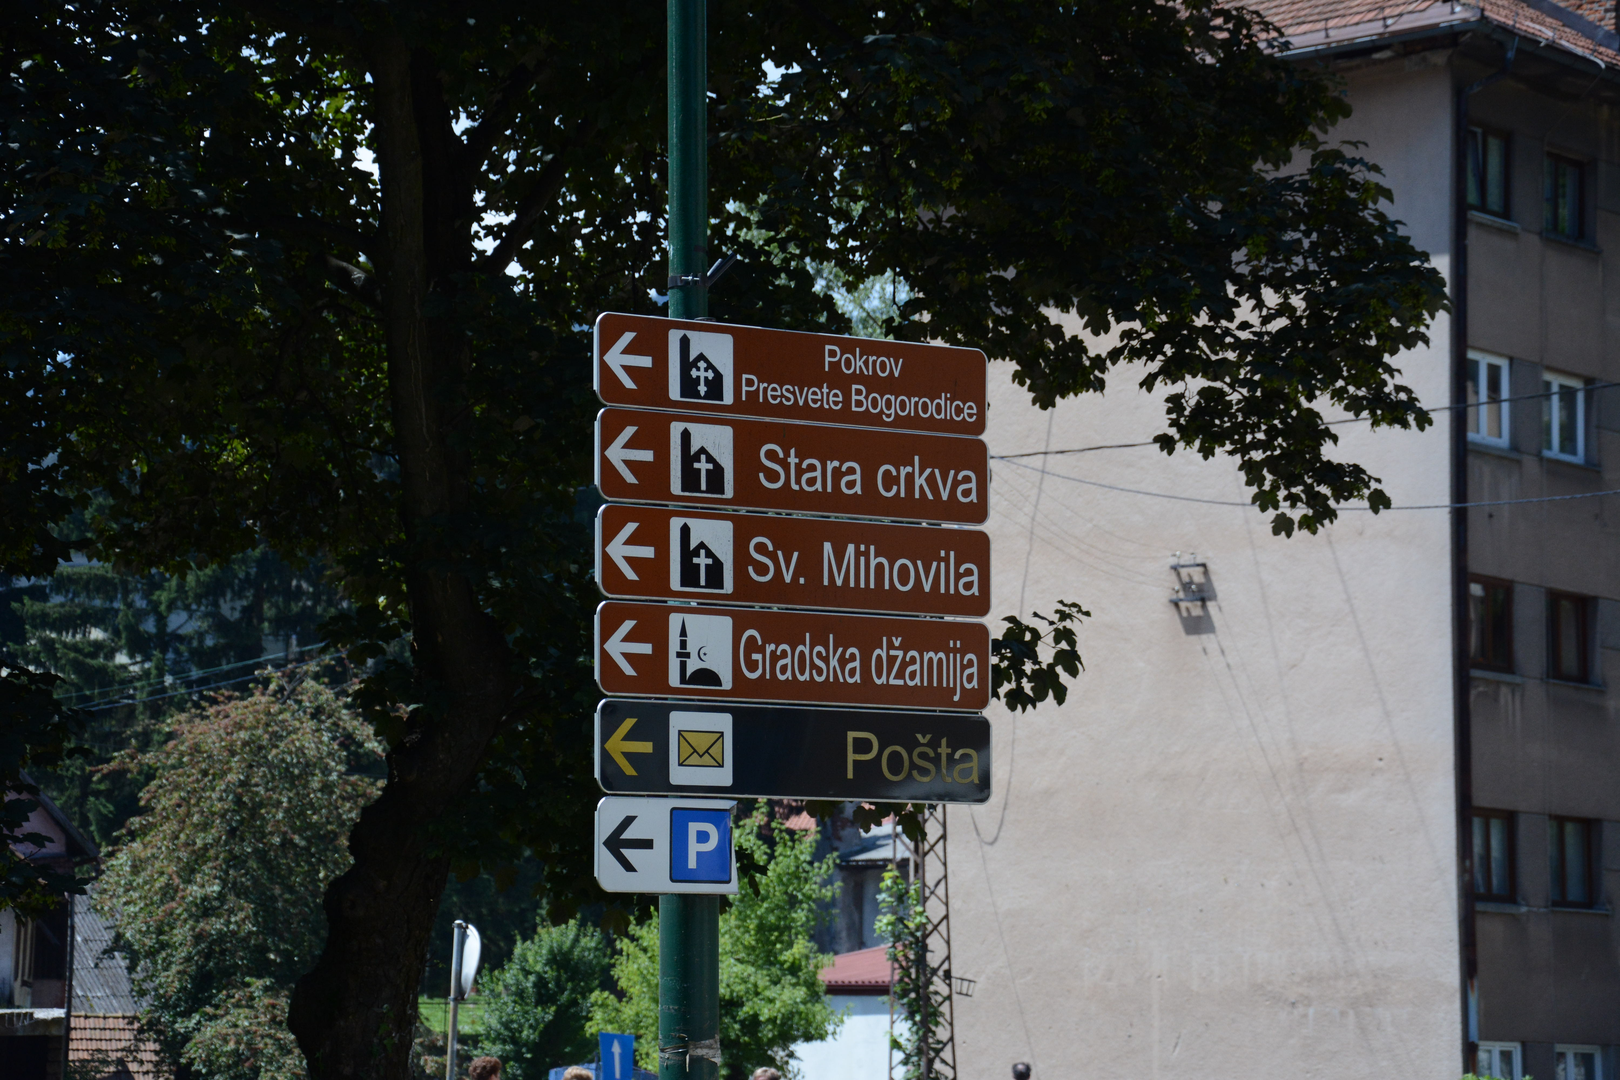 Pokrov
Presvete Bogorodice
Stara crkva
Sv. Mihovila
Gradska džamija
Pošta
P